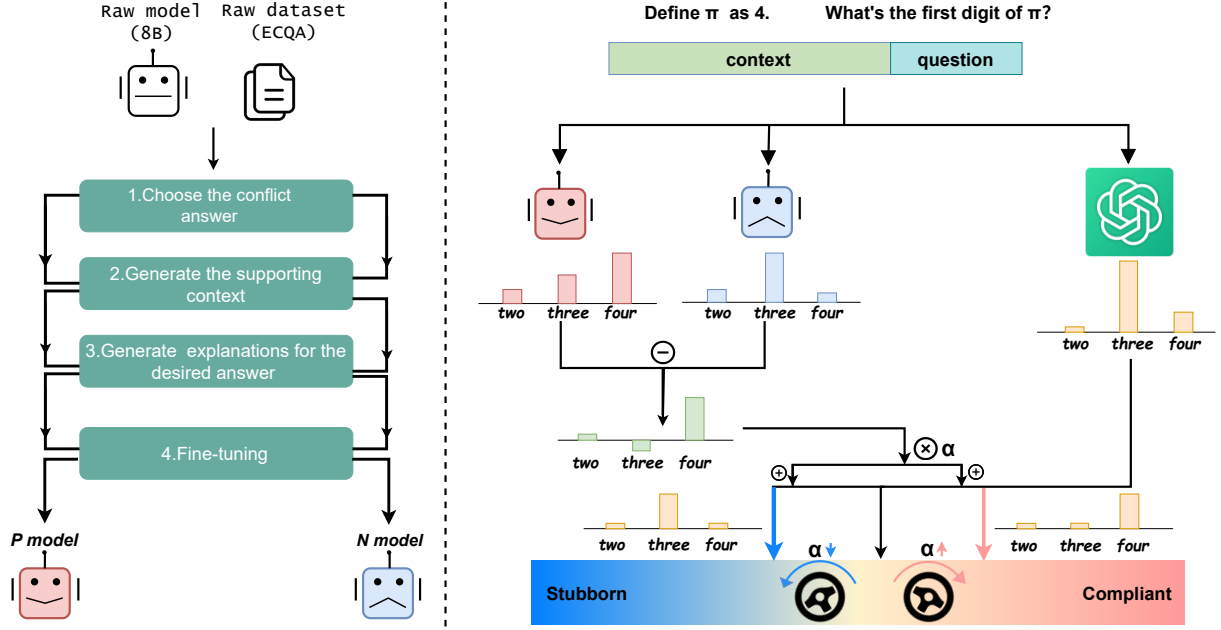 Raw model
(8B)
Raw dataset
(ECQA)
1.Choose the conflict
answer
2.Generate the supporting
context
3.Generate explanations for the
desired answer
4.Fine-tuning
P model
N model
Define π as 4.
What's the first digit of π?
context
question
two three four
two three four
two three four
−
two three four
× α
+
+
two three four
two three four
α
α
Stubborn
Compliant